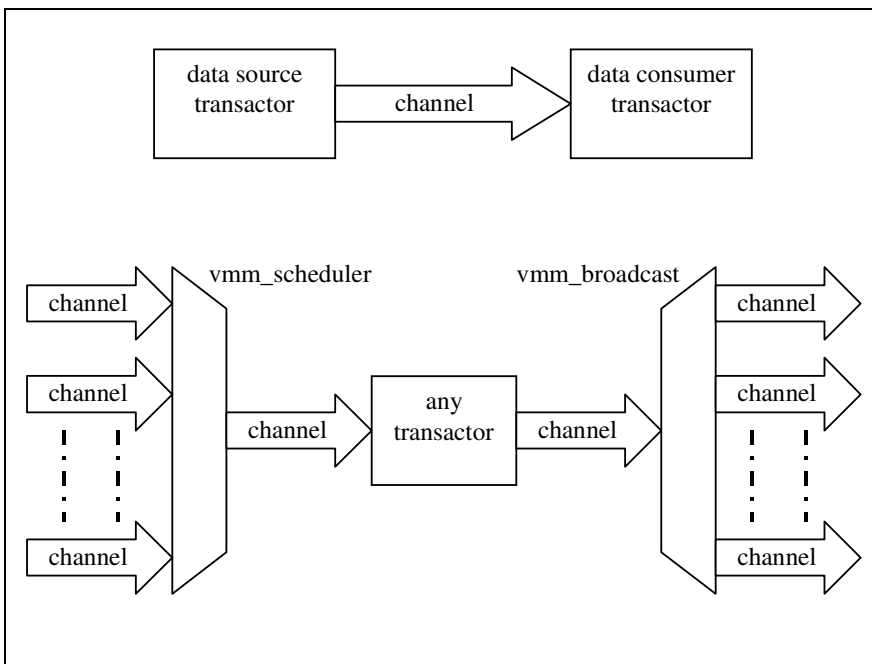 data source
transactor
channel
data consumer
transactor
vmm_scheduler
vmm_broadcast
channel
channel
channel
channel
any
transactor
channel
channel
channel
channel
channel